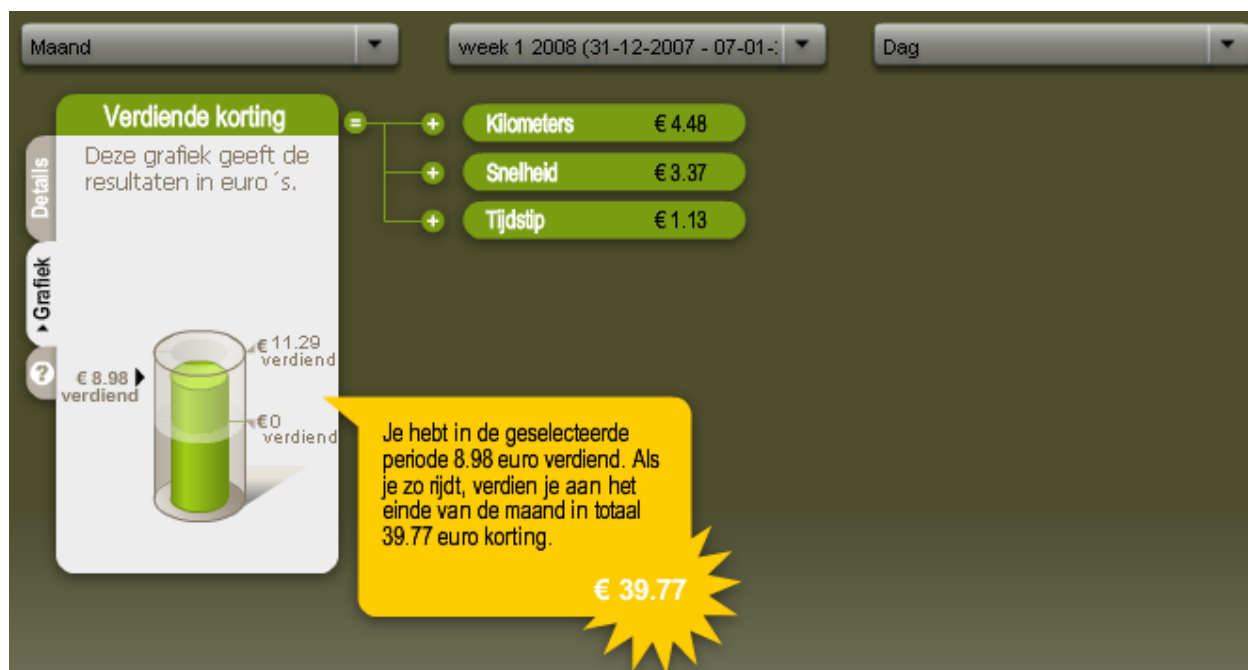 Maand
week 1 2008 (31-12-2007 - 07-01-:
Dag
Verdiende korting
=
+ Kilometers € 4.48
+ Snelheid € 3.37
+ Tijdstip € 1.13
Details
Grafiek
?
Deze grafiek geeft de
resultaten in euro´s.
€ 11.29
verdiend
€ 8.98
verdiend
€0
verdiend
Je hebt in de geselecteerde
periode 8.98 euro verdiend. Als
je zo rijdt, verdien je aan het
einde van de maand in totaal
39.77 euro korting.
€ 39.77